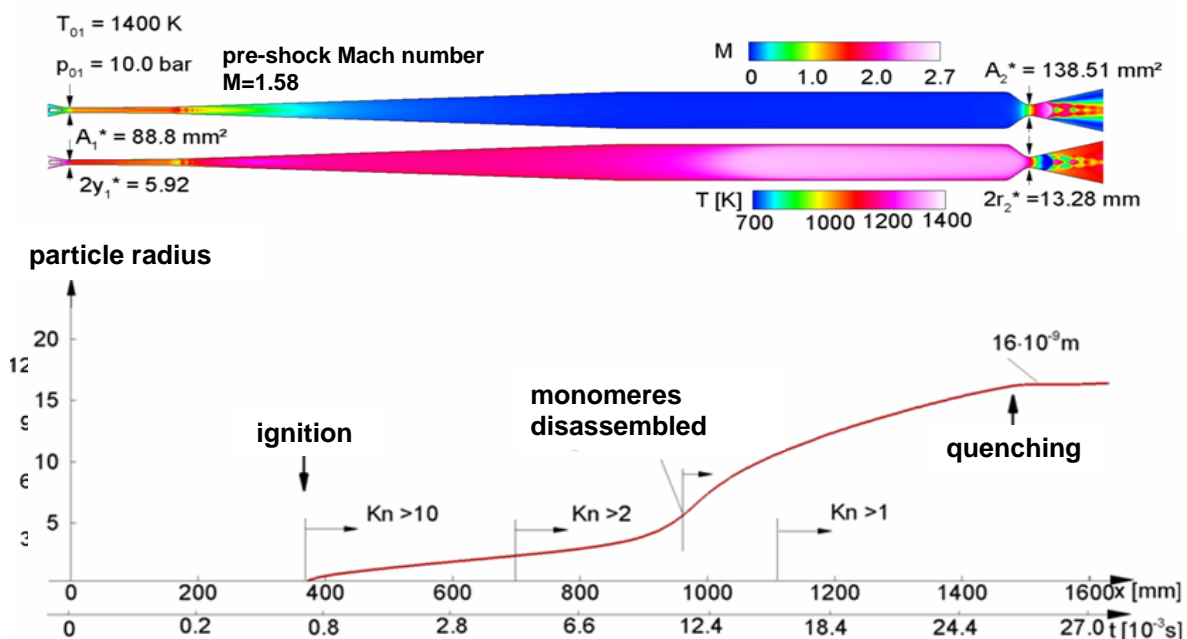 T01 = 1400 K
p01 = 10.0 bar
pre-shock Mach number
M=1.58
M
0 1.0 2.0 2.7
A2* = 138.51 mm²
A1* = 88.8 mm²
2y1* = 5.92
T [K]
700 1000 1200 1400
2r2* =13.28 mm
particle radius
20
12
15
9
10
6
5
3
16·10-9m
monomeres
disassembled
ignition
quenching
Kn >10
Kn >2
Kn >1
0 200 400 600 800 1000 1200 1400 1600 x [mm]
0 0.2 0.8 2.8 6.6 12.4 18.4 24.4 27.0 t [10-3s]